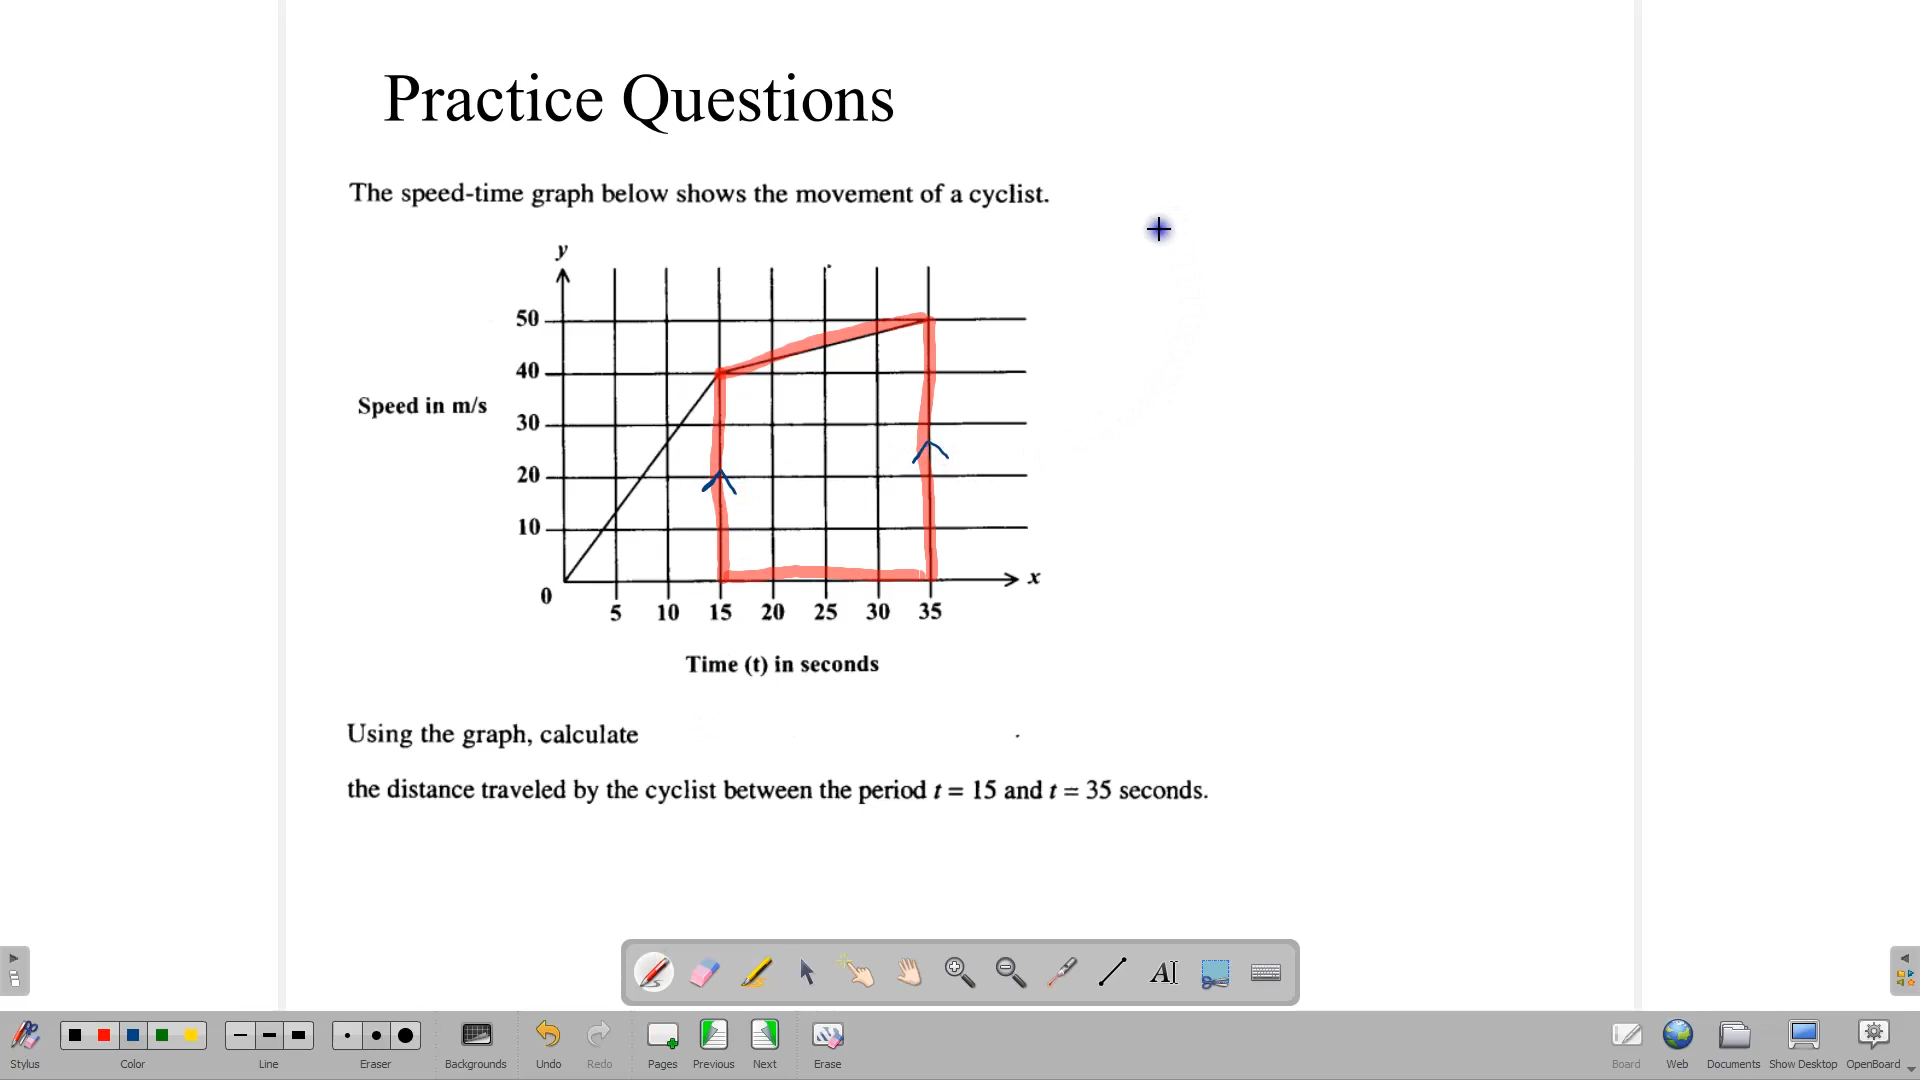 Practice Questions
The speed-time graph below shows the movement of a cyclist.
y
50
40
Speed in m/s
30
20
10
0
x
5 10 15 20 25 30 35
Time (t) in seconds
Using the graph, calculate
the distance traveled by the cyclist between the period t = 15 and t = 35 seconds.
AI
Stylus Color Line Eraser Backgrounds Undo Redo Pages Previous Next Erase Board Web Documents Show Desktop OpenBoard